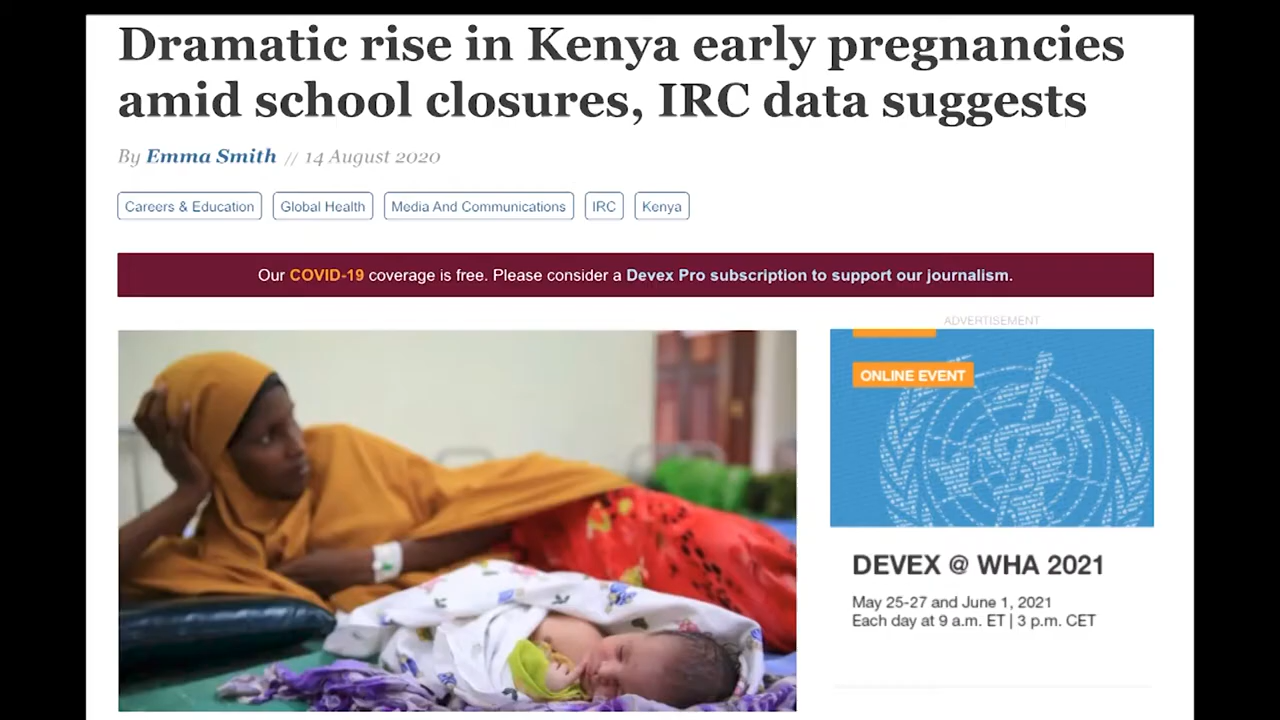 Dramatic rise in Kenya early pregnancies
amid school closures, IRC data suggests
By Emma Smith // 14 August 2020
Careers & Education
Global Health
Media And Communications
IRC
Kenya
Our COVID-19 coverage is free. Please consider a Devex Pro subscription to support our journalism.
ADVERTISEMENT
ONLINE EVENT
DEVEX @ WHA 2021
May 25-27 and June 1, 2021
Each day at 9 a.m. ET | 3 p.m. CET